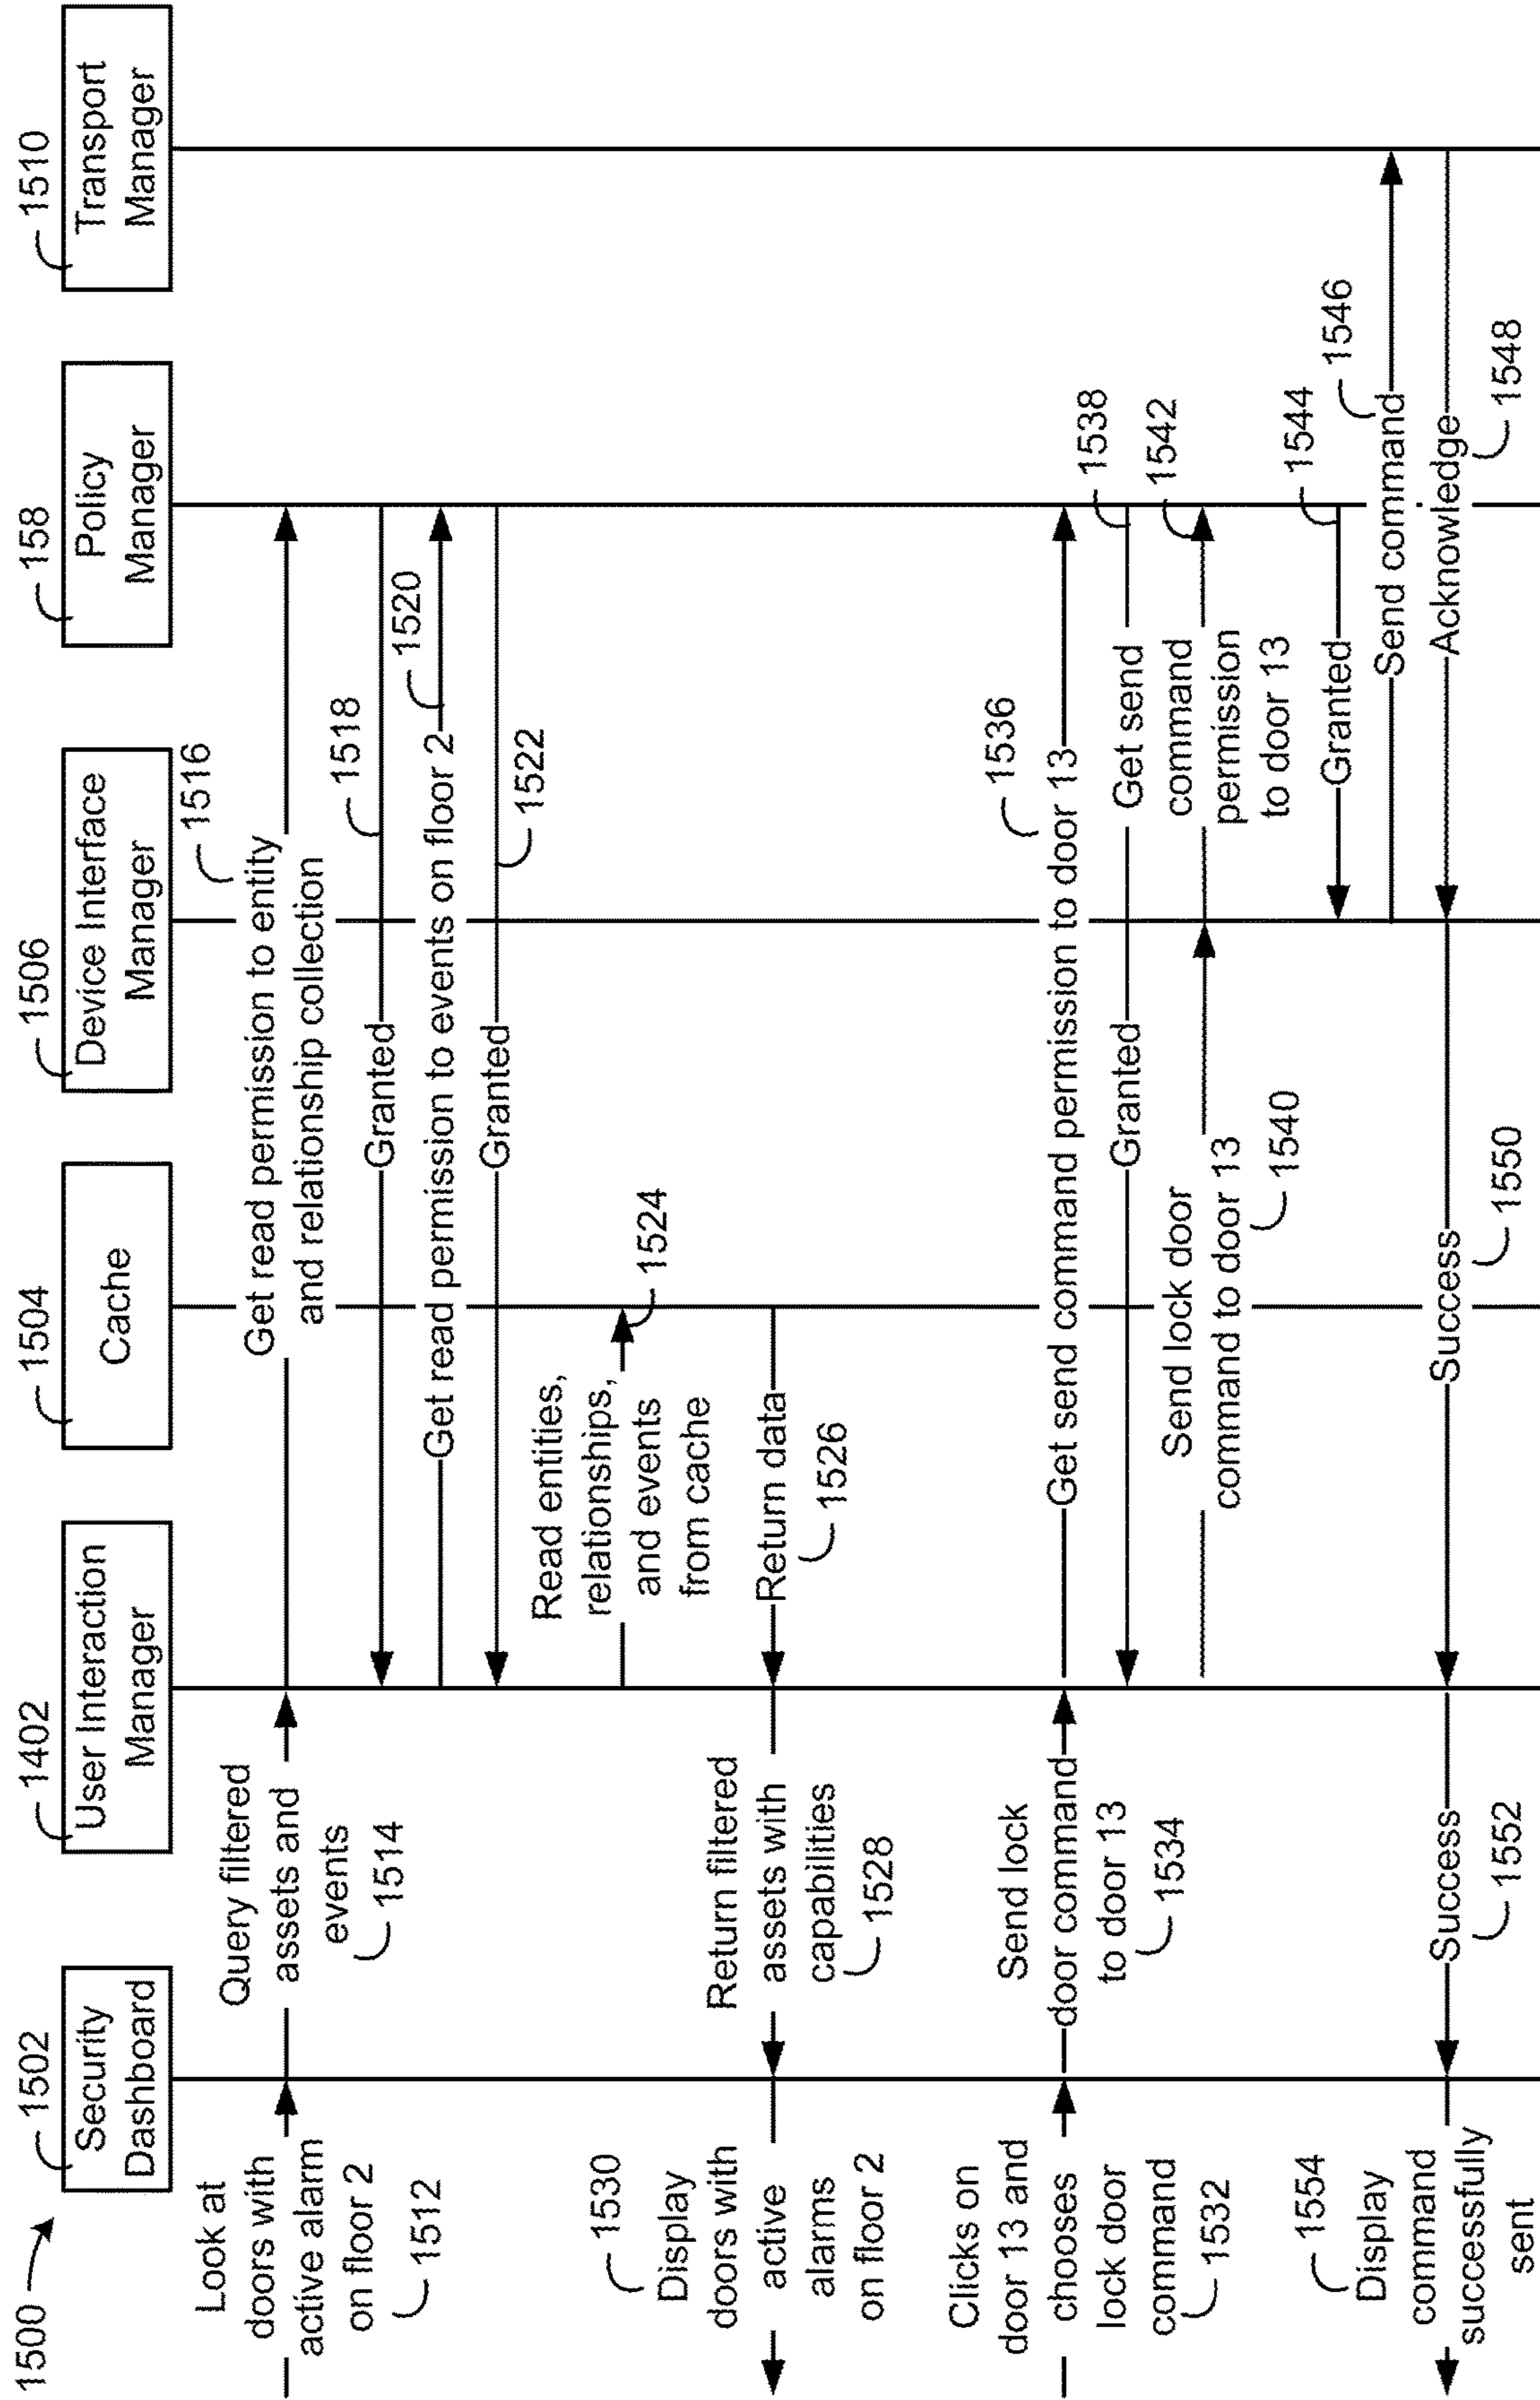 1500
1502
Security
Dashboard
1402
User Interaction
Manager
1504
Cache
1506
Device Interface
Manager
158
Policy
Manager
1510
Transport
Manager
Look at
doors with
active alarm
on floor 2
1512
Query filtered
assets and
events
1514
Get read permission to entity
and relationship collection
1516
Granted
1518
Get read permission to events on floor 2
1520
Granted
1522
Read entities,
relationships,
and events
from cache
1524
Return data
1526
Return filtered
assets with
capabilities
1528
1530
Display
doors with
active
alarms
on floor 2
Clicks on
door 13 and
chooses
lock door
command
1532
Send lock
door command
to door 13
1534
Get send command permission to door 13
1536
Granted
1538
Send lock door
command to door 13
1540
Get send
command
permission
to door 13
1542
Granted
1544
Send command
1546
Acknowledge
1548
Success
1550
Success
1552
1554
Display
command
successfully
sent